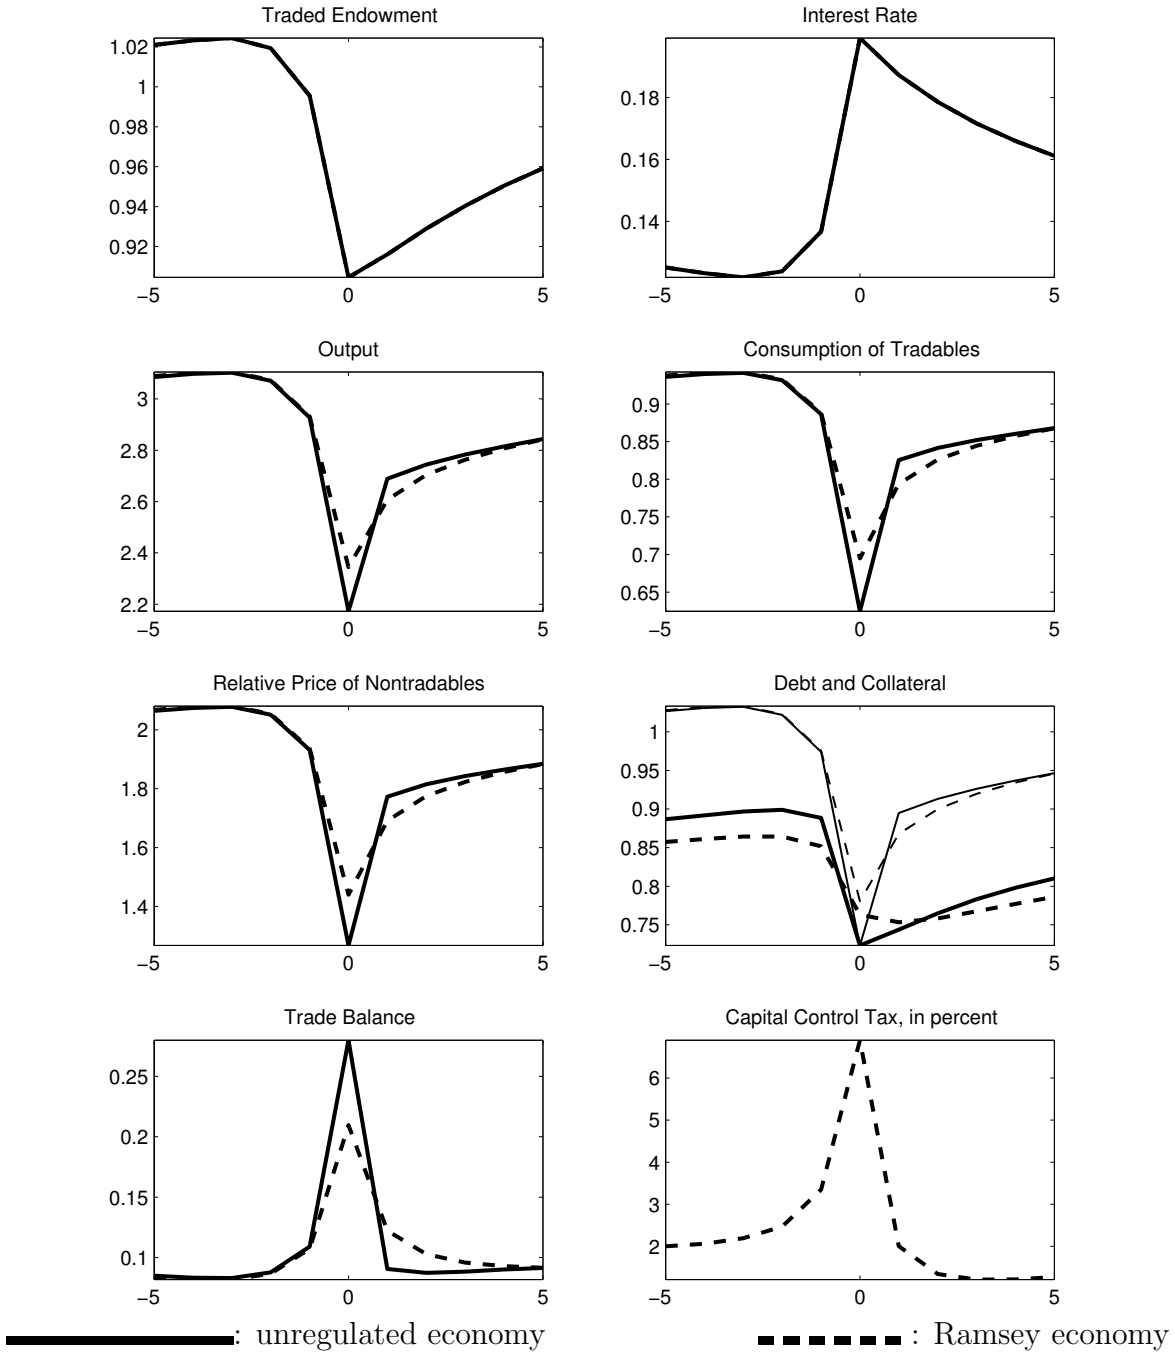 Traded Endowment
1.02
1
0.98
0.96
0.94
0.92
−5 0 5
Interest Rate
0.18
0.16
0.14
−5 0 5
Output
3
2.8
2.6
2.4
2.2
−5 0 5
Consumption of Tradables
0.9
0.85
0.8
0.75
0.7
0.65
−5 0 5
Relative Price of Nontradables
2
1.8
1.6
1.4
−5 0 5
Debt and Collateral
1
0.95
0.9
0.85
0.8
0.75
−5 0 5
Trade Balance
0.25
0.2
0.15
0.1
−5 0 5
Capital Control Tax, in percent
6
5
4
3
2
−5 0 5
: unregulated economy
: Ramsey economy